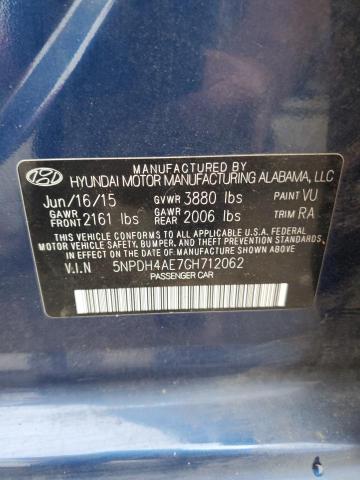 MANUFACTURED BY
HYUNDAI MOTOR MANUFACTURING ALABAMA, LLC
Jun/16/15 GVWR 3880 lbs PAINT VU
GAWR FRONT 2161 lbs GAWR REAR 2006 lbs TRIM RA
THIS VEHICLE CONFORMS TO ALL APPLICABLE U.S.A. FEDERAL
MOTOR VEHICLE SAFETY, BUMPER, AND THEFT PREVENTION
STANDARDS IN EFFECT ON THE DATE OF MANUFACTURE SHOWN ABOVE.
V.I.N 5NPDH4AE7GH712062
PASSENGER CAR